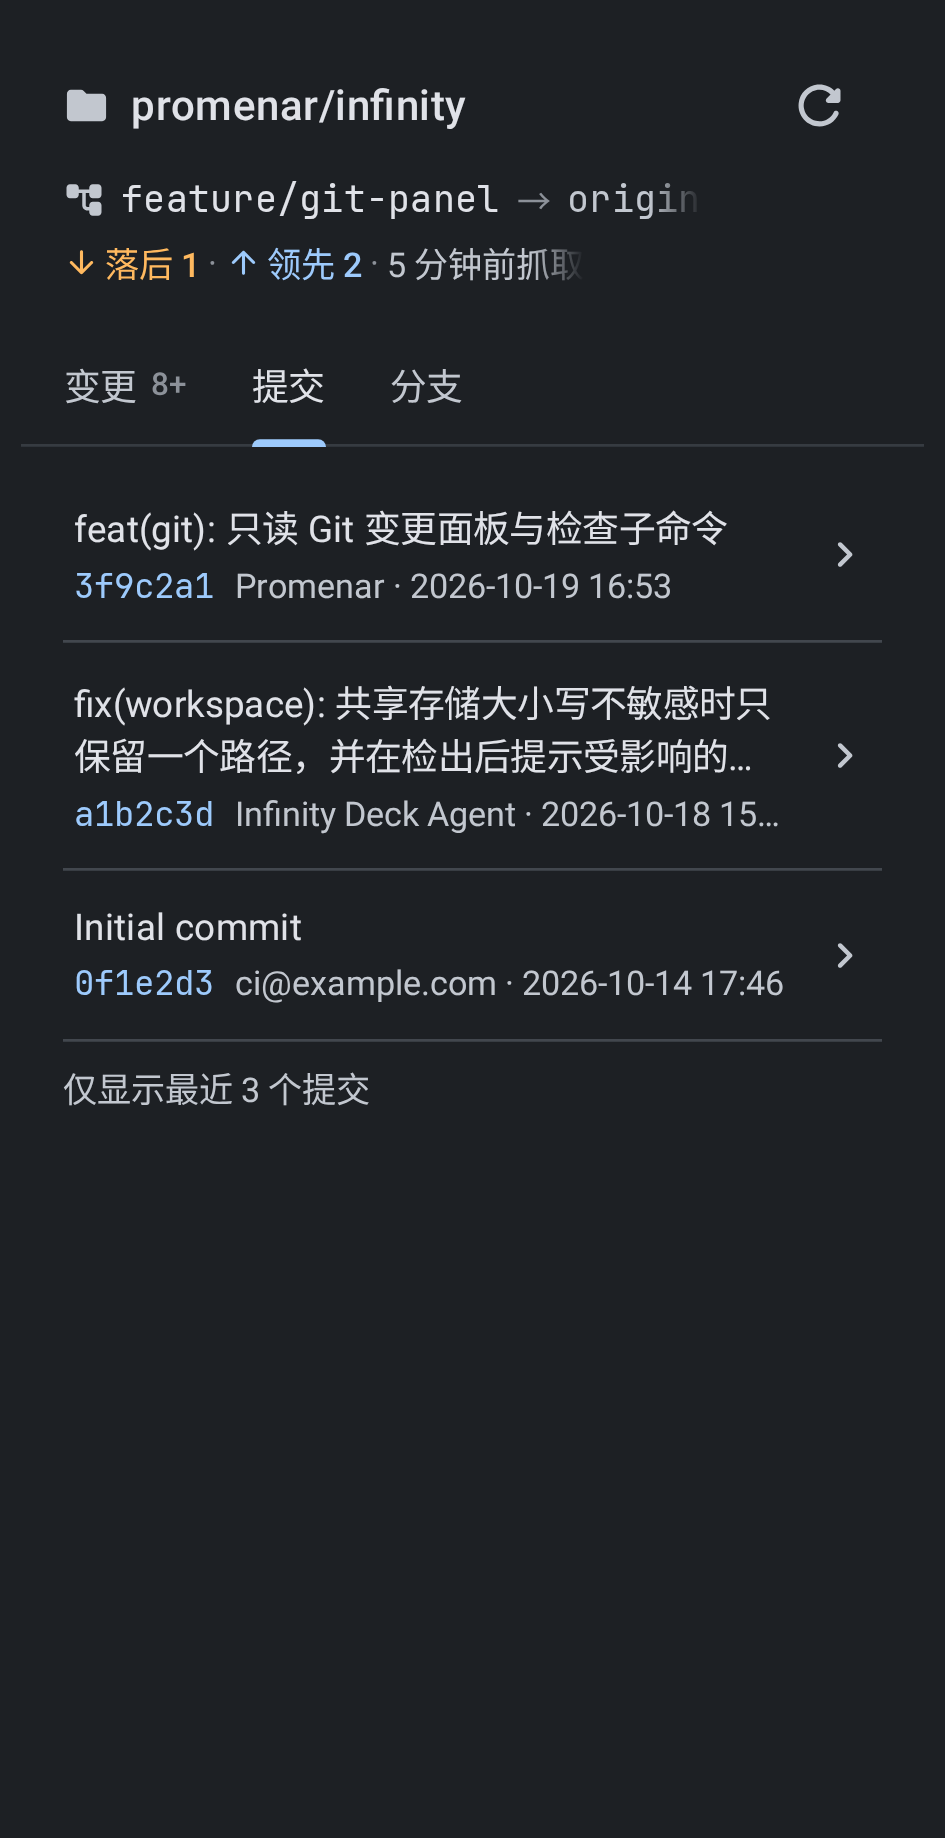 promenar/infinity
feature/git-panel → origin
↓ 落后 1 · ↑ 领先 2 · 5 分钟前抓取
变更 8+ 提交 分支
feat(git): 只读 Git 变更面板与检查子命令
3f9c2a1 Promenar · 2026-10-19 16:53
fix(workspace): 共享存储大小写不敏感时只
保留一个路径，并在检出后提示受影响的…
a1b2c3d Infinity Deck Agent · 2026-10-18 15…
Initial commit
0f1e2d3 ci@example.com · 2026-10-14 17:46
仅显示最近 3 个提交